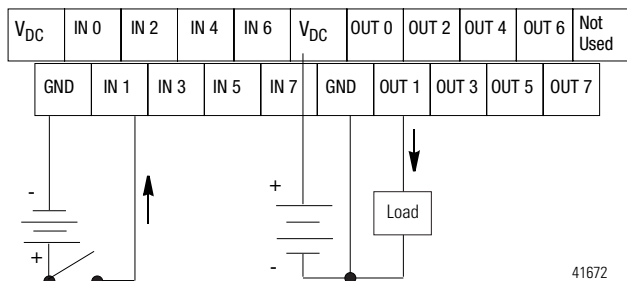 VDC IN 0 IN 2 IN 4 IN 6 VDC OUT 0 OUT 2 OUT 4 OUT 6 Not Used
GND IN 1 IN 3 IN 5 IN 7 GND OUT 1 OUT 3 OUT 5 OUT 7
-
+
+
-
Load
41672